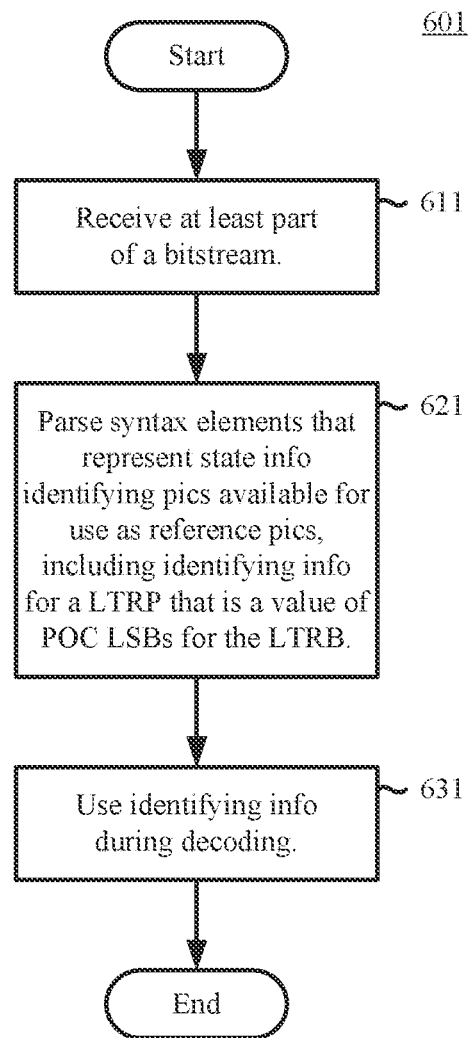 601
Start
Receive at least part
of a bitstream.
611
Parse syntax elements that
represent state info
identifying pics available for
use as reference pics,
including identifying info
for a LTRP that is a value of
POC LSBs for the LTRB.
621
Use identifying info
during decoding.
631
End